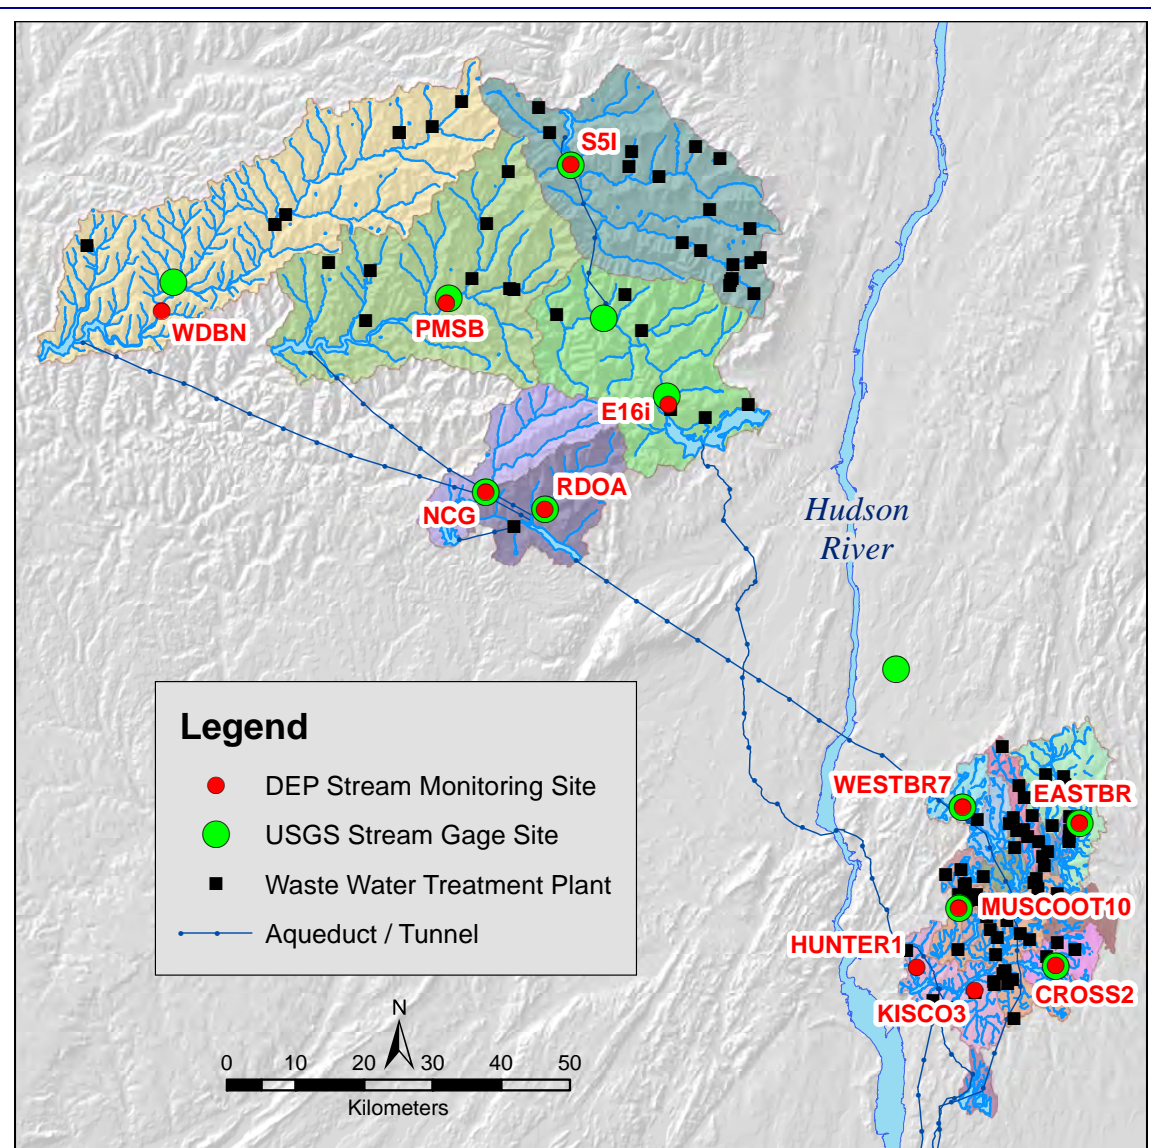 S5I
WDBN
PMSB
E16i
RDOA
NCG
Hudson
River
Legend
DEP Stream Monitoring Site
USGS Stream Gage Site
Waste Water Treatment Plant
Aqueduct / Tunnel
WESTBR7
EASTBR
MUSCOOT10
HUNTER1
CROSS2
KISCO3
N
0 10 20 30 40 50
Kilometers